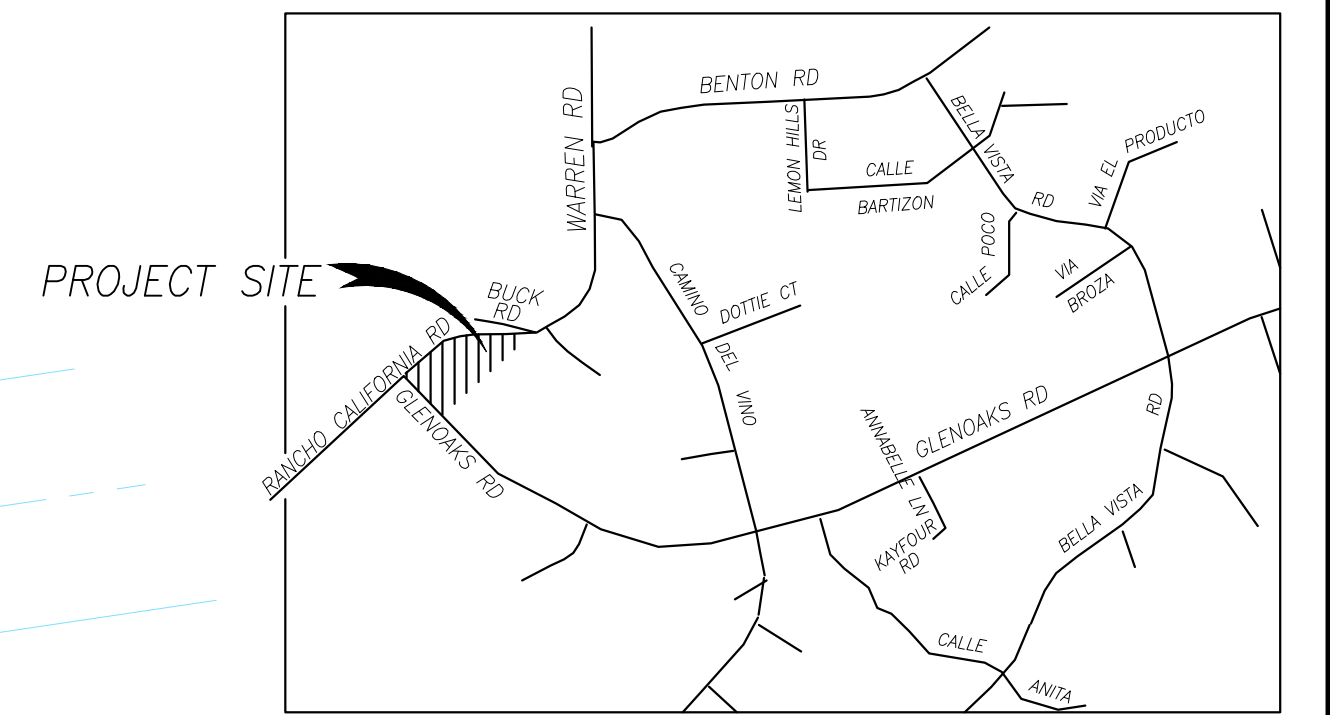 BENTON RD
WARREN RD
LEMON HILLS
DR
CALLE
BARTIZON
BELLA VISTA
RD
VIA EL
PRODUCTO
CALLE POCO
VIA
BROZA
PROJECT SITE
BUCK
RD
CAMINO
DEL VINO
DOTTIE CT
RANCHO CALIFORNIA RD
GLENOAKS RD
ANNABELLE LN
GLENOAKS RD
KAYFOUR
RD
BELLA VISTA
RD
CALLE
ANITA